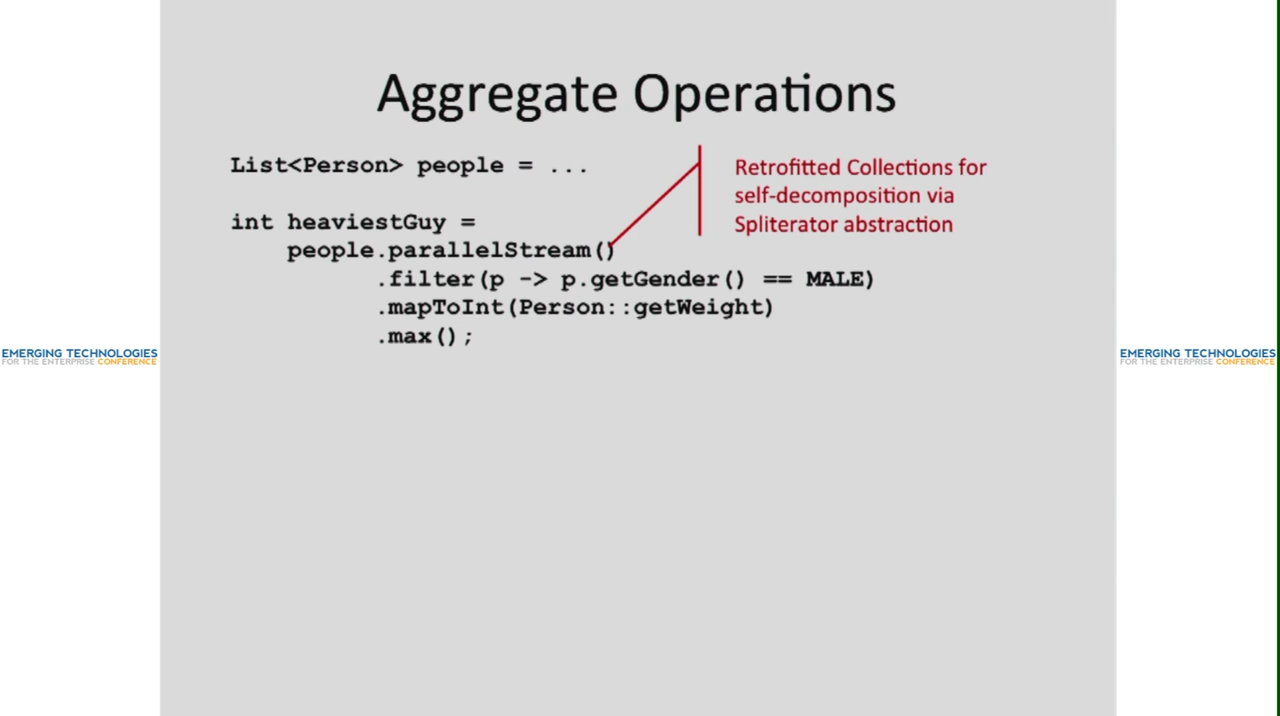 Aggregate Operations
List<Person> people = ...
Retrofitted Collections for
self-decomposition via
Spliterator abstraction
int heaviestGuy =
people.parallelStream()
.filter(p -> p.getGender() == MALE)
.mapToInt(Person::getWeight)
.max();
EMERGING TECHNOLOGIES
FOR THE ENTERPRISE CONFERENCE
EMERGING TECHNOLOGIES
FOR THE ENTERPRISE CONFERENCE